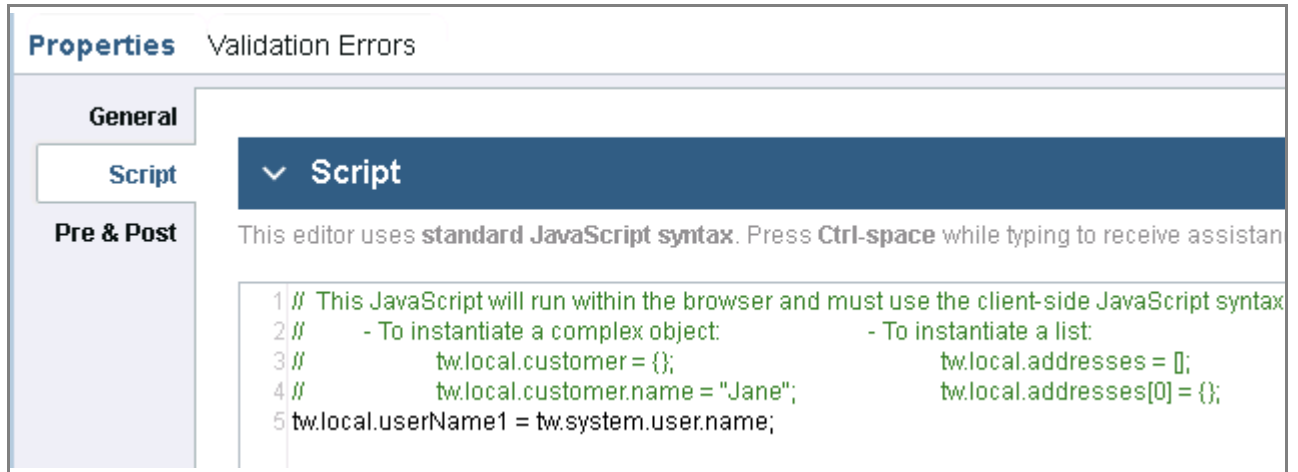 Properties Validation Errors
General
Script
Script
Pre & Post
This editor uses standard JavaScript syntax. Press Ctrl-space while typing to receive assistan
1 // This JavaScript will run within the browser and must use the client-side JavaScript syntax
2 // - To instantiate a complex object: - To instantiate a list:
3 // tw.local.customer = {}; tw.local.addresses = [];
4 // tw.local.customer.name = "Jane"; tw.local.addresses[0] = {};
5 tw.local.userName1 = tw.system.user.name;